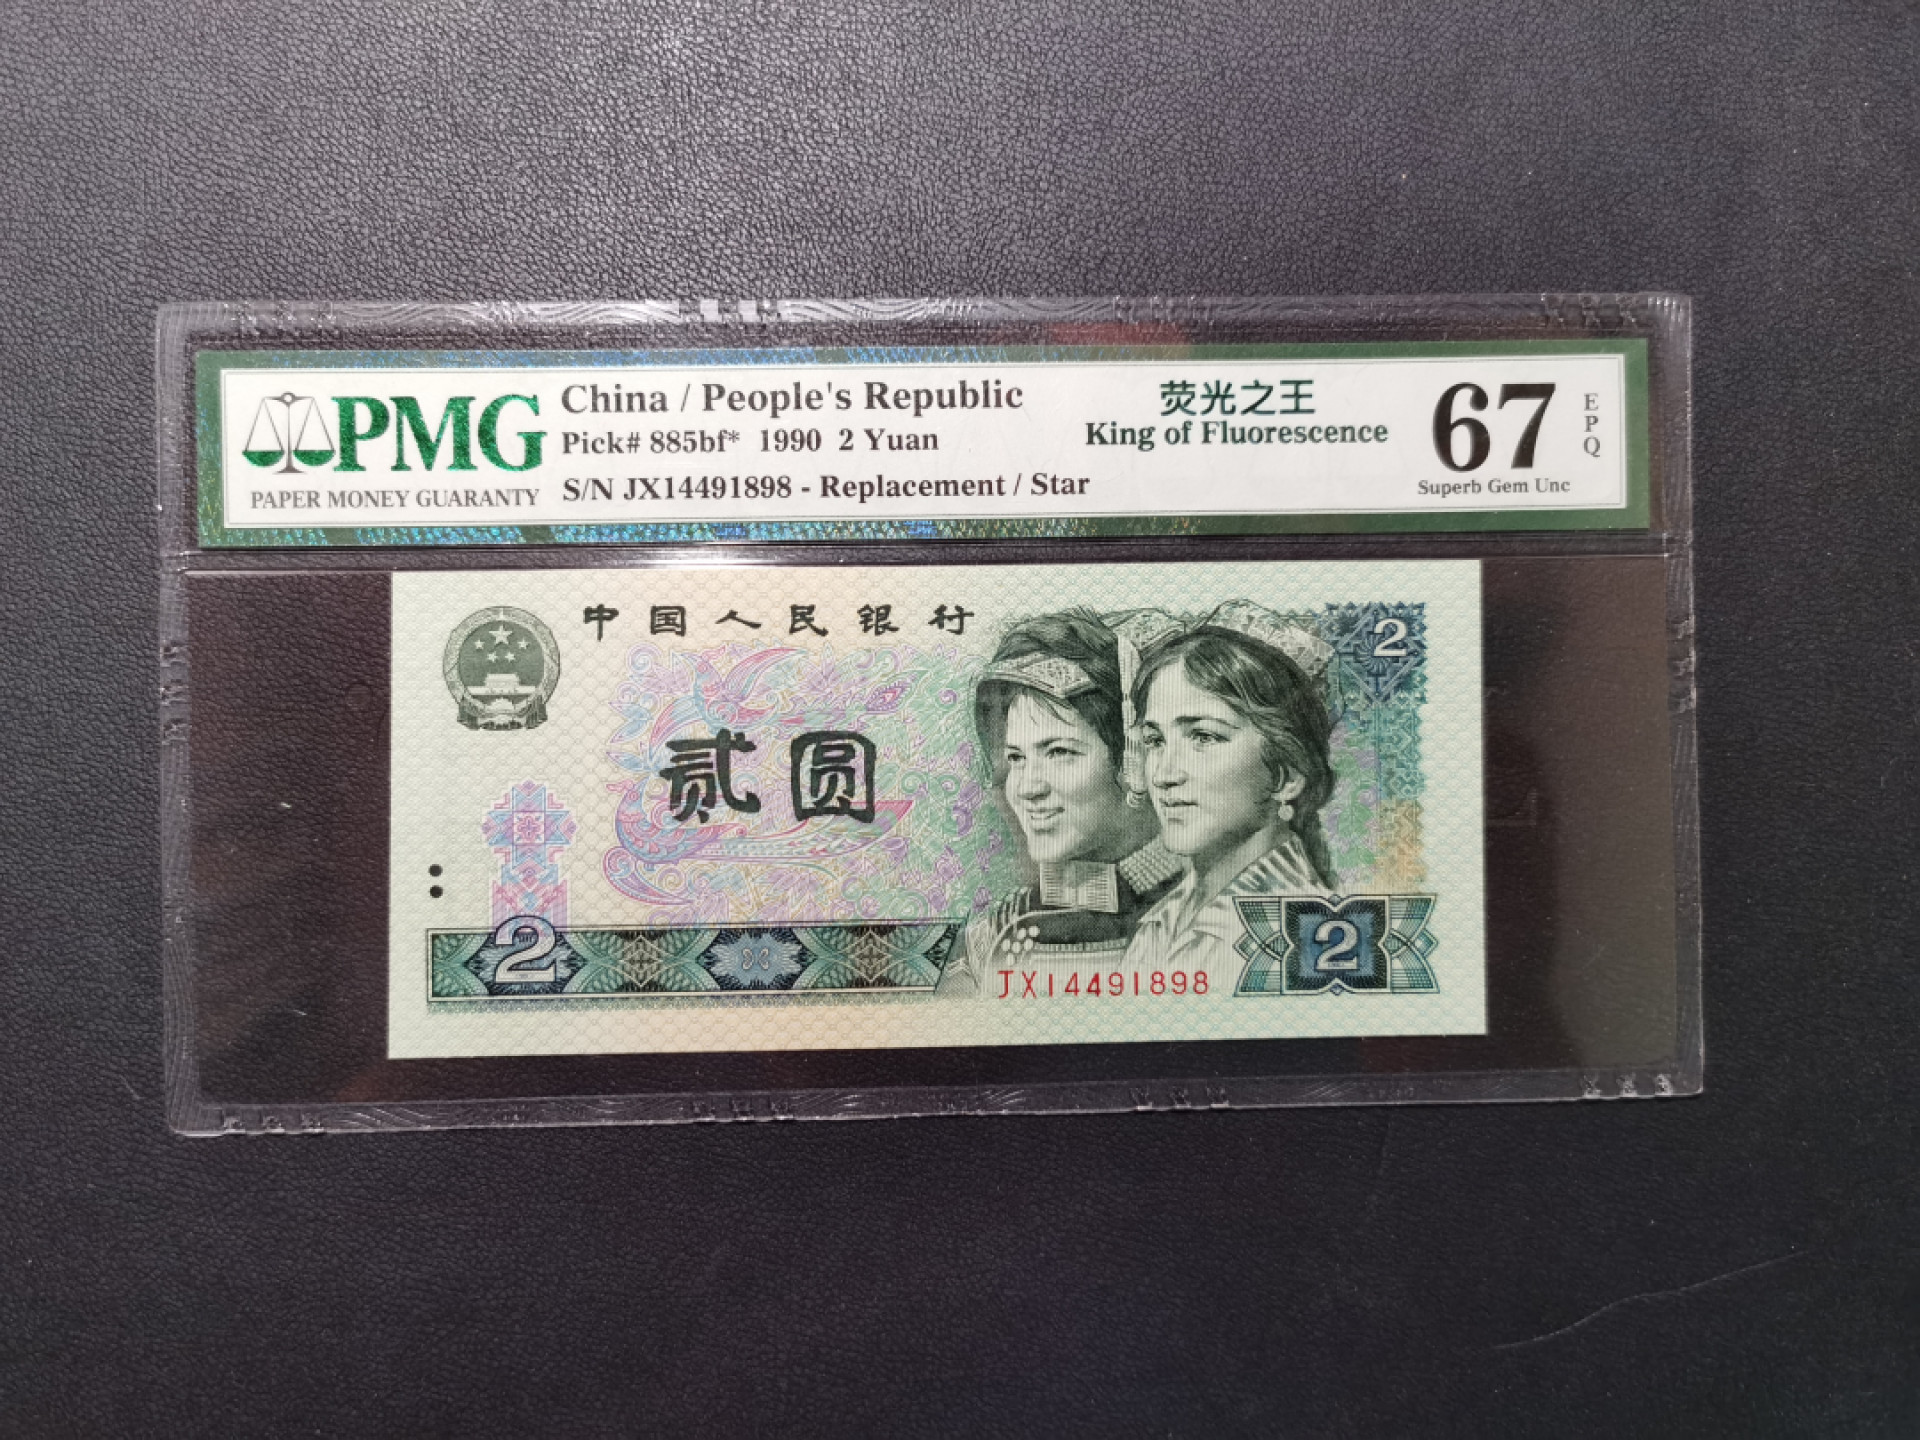 PMG
PAPER MONEY GUARANTY
China / People's Republic
Pick# 885bf* 1990 2 Yuan
S/N JX14491898 - Replacement / Star
荧光之王
King of Fluorescence
67
EPQ
Superb Gem Unc
中国人民银行
2
贰圆
2
2
JX14491898